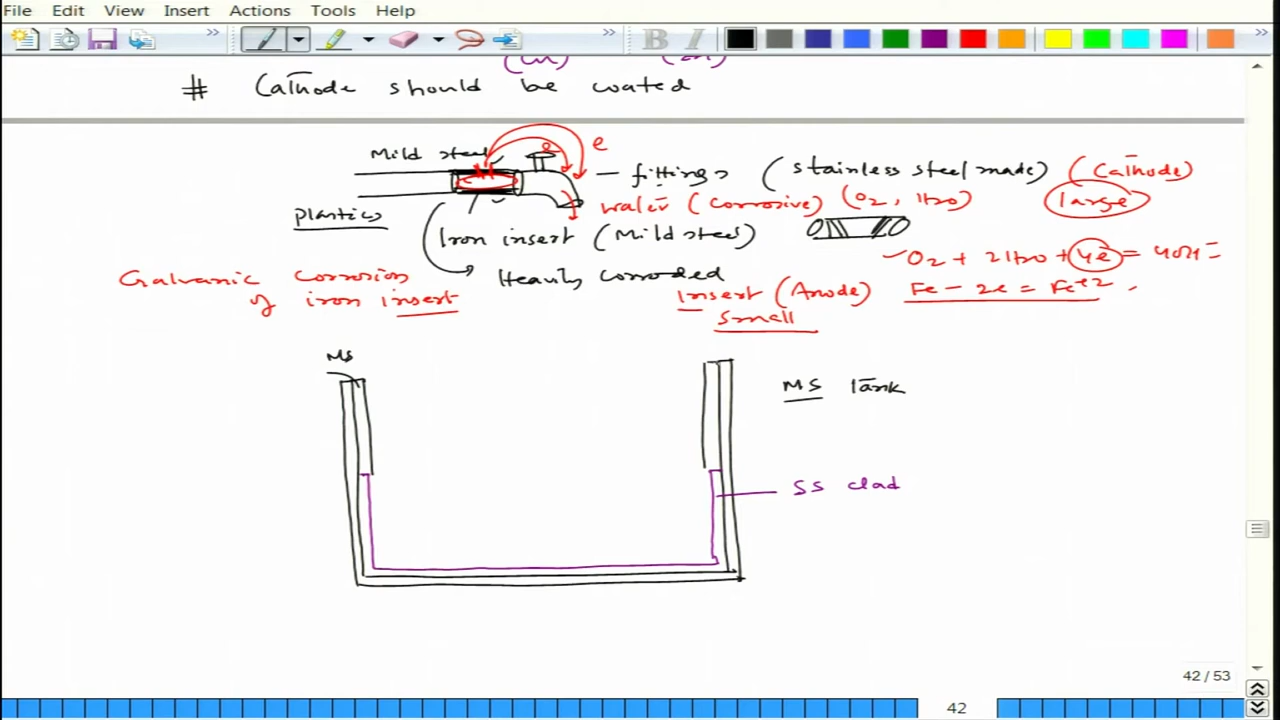 File Edit View Insert Actions Tools Help
B I
# Cathode should be coated
Mild steel
e
e
fittings (stainless steel made) (Cathode)
large
water (corrosive) (O2, H2O)
plastics
Iron insert (Mild steel)
O2 + 2H2O + 4e = 4OH-
Heavily corroded
Galvanic corrosion
of iron insert
Insert (Anode)
small
Fe - 2e = Fe+2
MS
MS Tank
SS clad
42 / 53
42